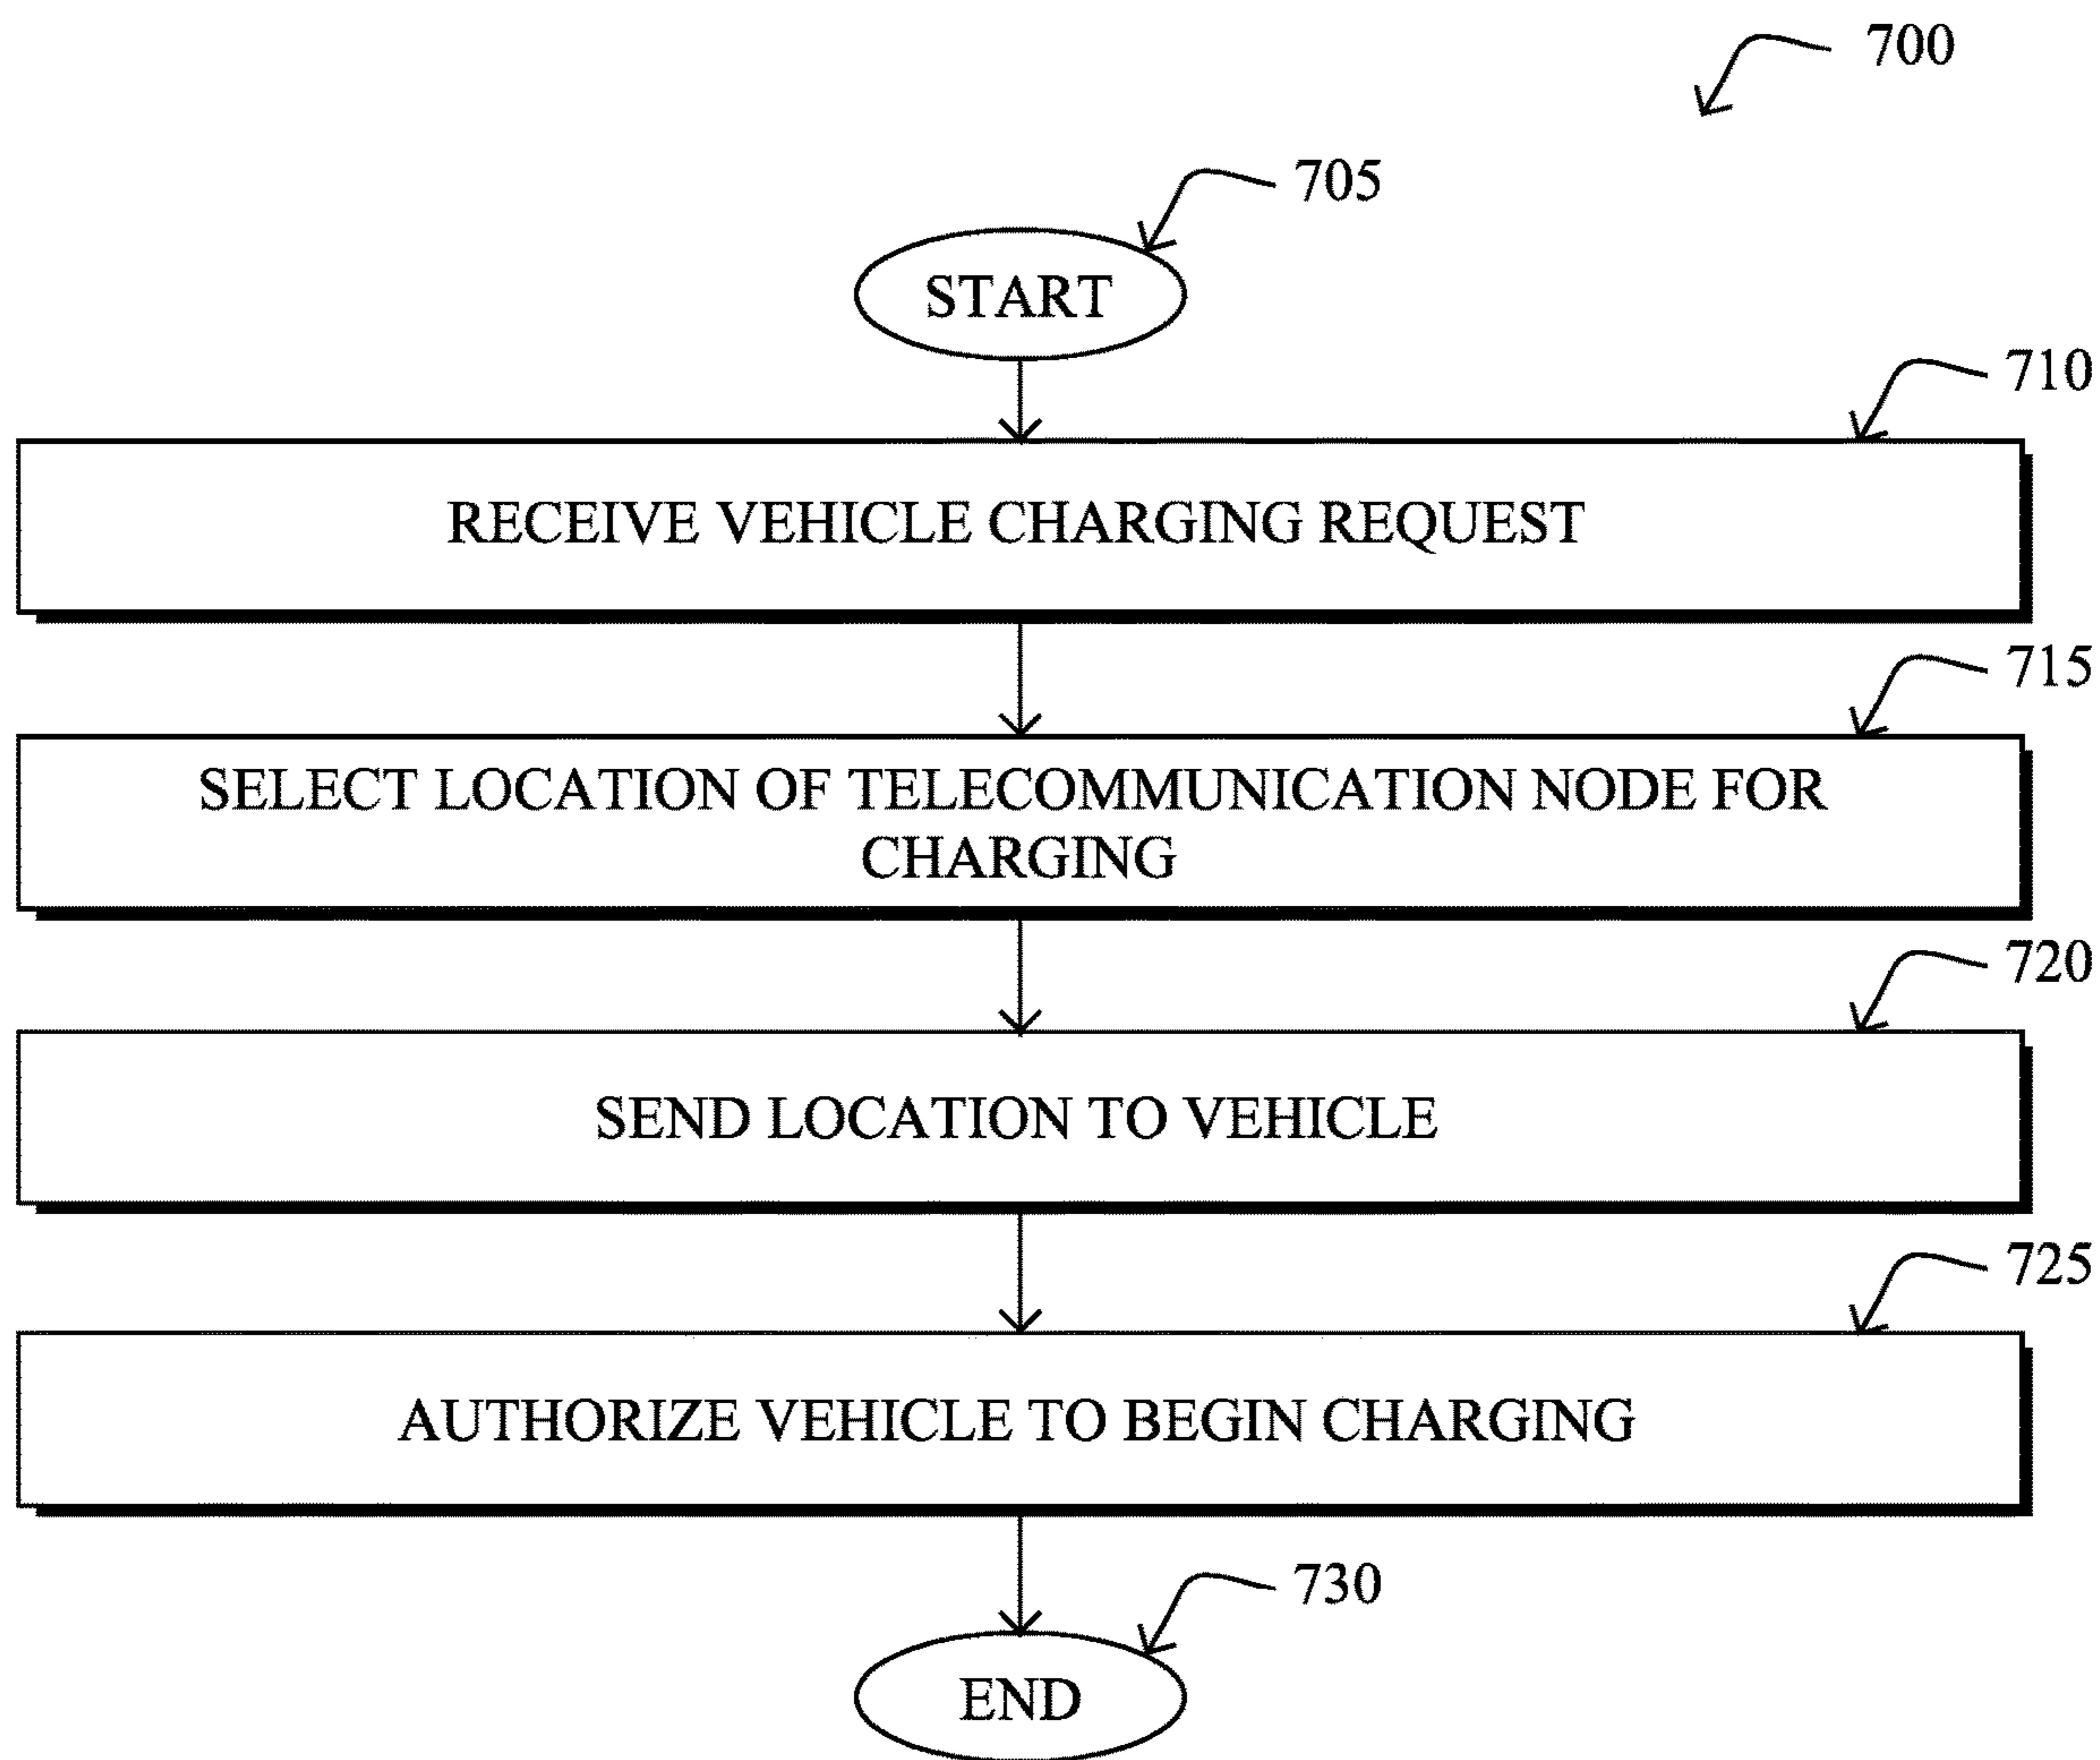 700
705
START
710
RECEIVE VEHICLE CHARGING REQUEST
715
SELECT LOCATION OF TELECOMMUNICATION NODE FOR
CHARGING
720
SEND LOCATION TO VEHICLE
725
AUTHORIZE VEHICLE TO BEGIN CHARGING
730
END